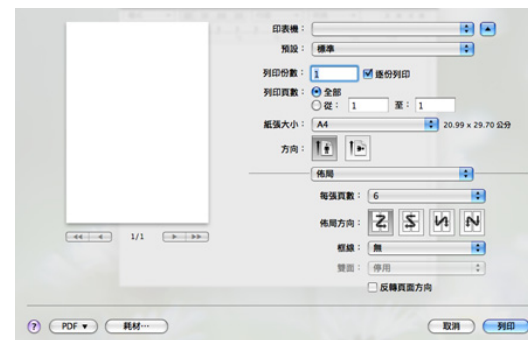 印表機：
預設： 標準
列印份數： 1 逐份列印
列印頁數： 全部
從： 1 至： 1
紙張大小： A4 20.99 x 29.70 公分
方向：
佈局
每張頁數： 6
佈局方向：
1/1
框線： 無
雙面： 停用
反轉頁面方向
? PDF 耗材… 取消 列印